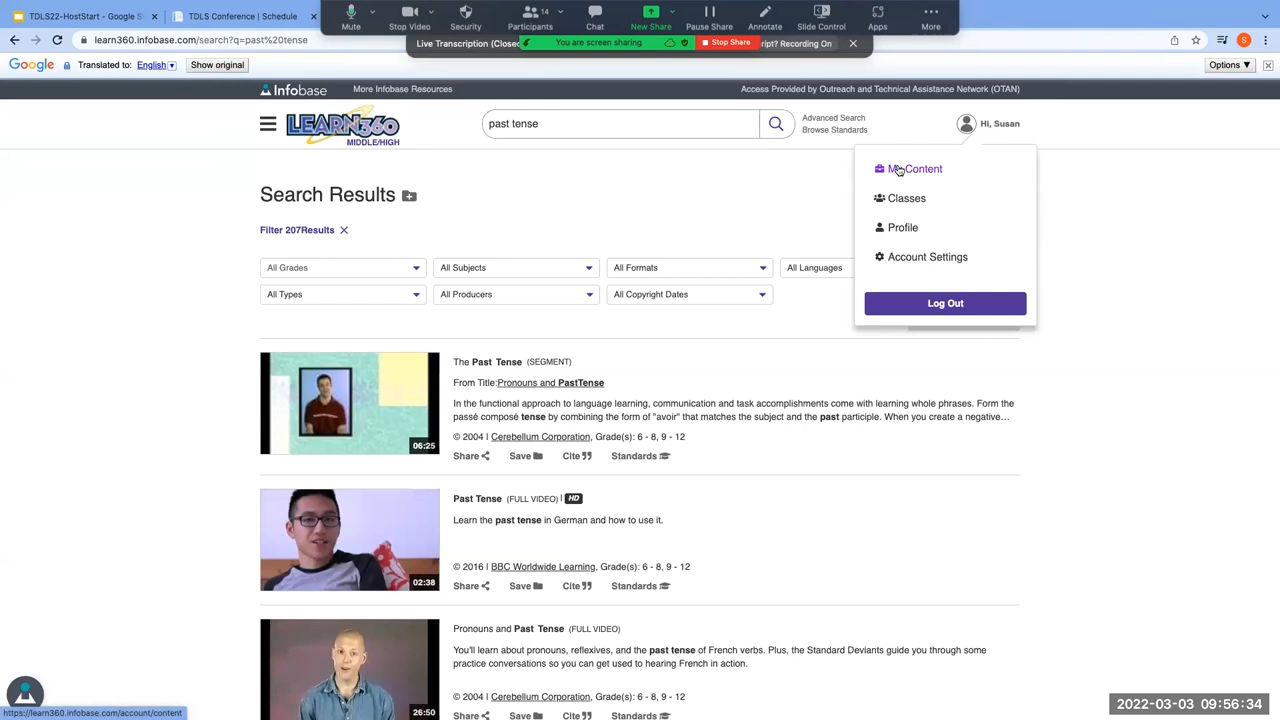 TDLS22-HostStart - Google S
TDLS Conference | Schedule
Mute
Stop Video
Security
Participants
14
Chat
New Share
Pause Share
Annotate
Slide Control
Apps
More
learn360.infobase.com/search?q=past%20tense
Live Transcription (Close
You are screen sharing
Stop Share
ript? Recording On
S
Google
Translated to: English
Show original
Options ▼
Infobase
More Infobase Resources
Access Provided by Outreach and Technical Assistance Network (OTAN)
LEARN360
MIDDLE/HIGH
past tense
Advanced Search
Browse Standards
Hi, Susan
My Content
Classes
Profile
Account Settings
Log Out
Search Results
Filter 207Results
All Grades
All Subjects
All Formats
All Languages
All Types
All Producers
All Copyright Dates
06:25
The Past Tense (SEGMENT)
From Title:Pronouns and PastTense
In the functional approach to language learning, communication and task accomplishments come with learning whole phrases. Form the
passé composé tense by combining the form of "avoir" that matches the subject and the past participle. When you create a negative…
© 2004 | Cerebellum Corporation, Grade(s): 6 - 8, 9 - 12
Share Save Cite Standards
02:38
Past Tense (FULL VIDEO) | HD
Learn the past tense in German and how to use it.
© 2016 | BBC Worldwide Learning, Grade(s): 6 - 8, 9 - 12
Share Save Cite Standards
26:50
Pronouns and Past Tense (FULL VIDEO)
You'll learn about pronouns, reflexives, and the past tense of French verbs. Plus, the Standard Deviants guide you through some
practice conversations so you can get used to hearing French in action.
© 2004 | Cerebellum Corporation, Grade(s): 6 - 8, 9 - 12
Share Save Cite Standards
https://learn360.infobase.com/account/content
2022-03-03 09:56:34